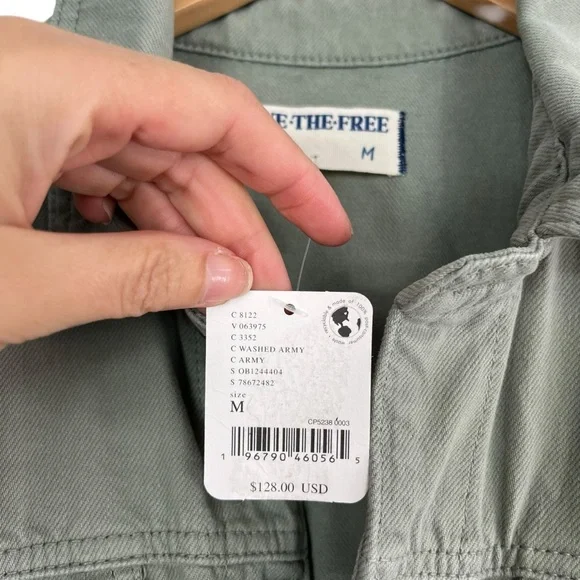 E·THE·FREE
M
C 8122
V 063975
C 3352
C WASHED ARMY
C ARMY
S OB1244404
S 78672482
size
M
CP5238 0003
1 96790 46056 5
$128.00 USD